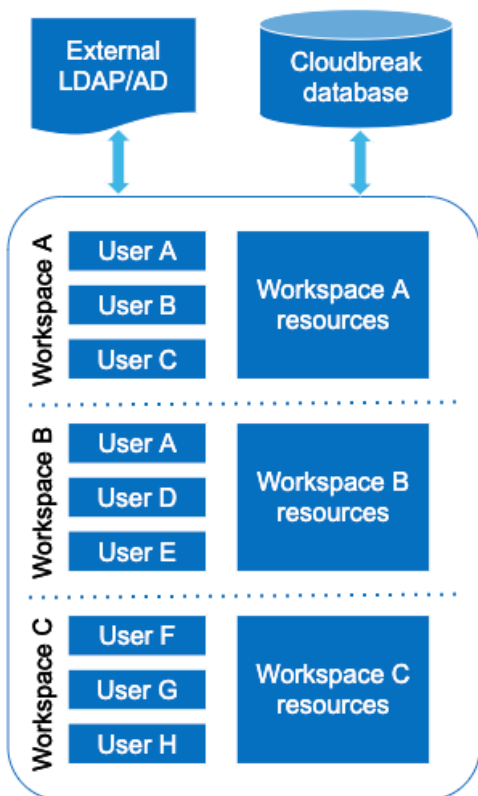 External
LDAP/AD
Cloudbreak
database
Workspace A
User A
User B
User C
Workspace A
resources
Workspace B
User A
User D
User E
Workspace B
resources
Workspace C
User F
User G
User H
Workspace C
resources